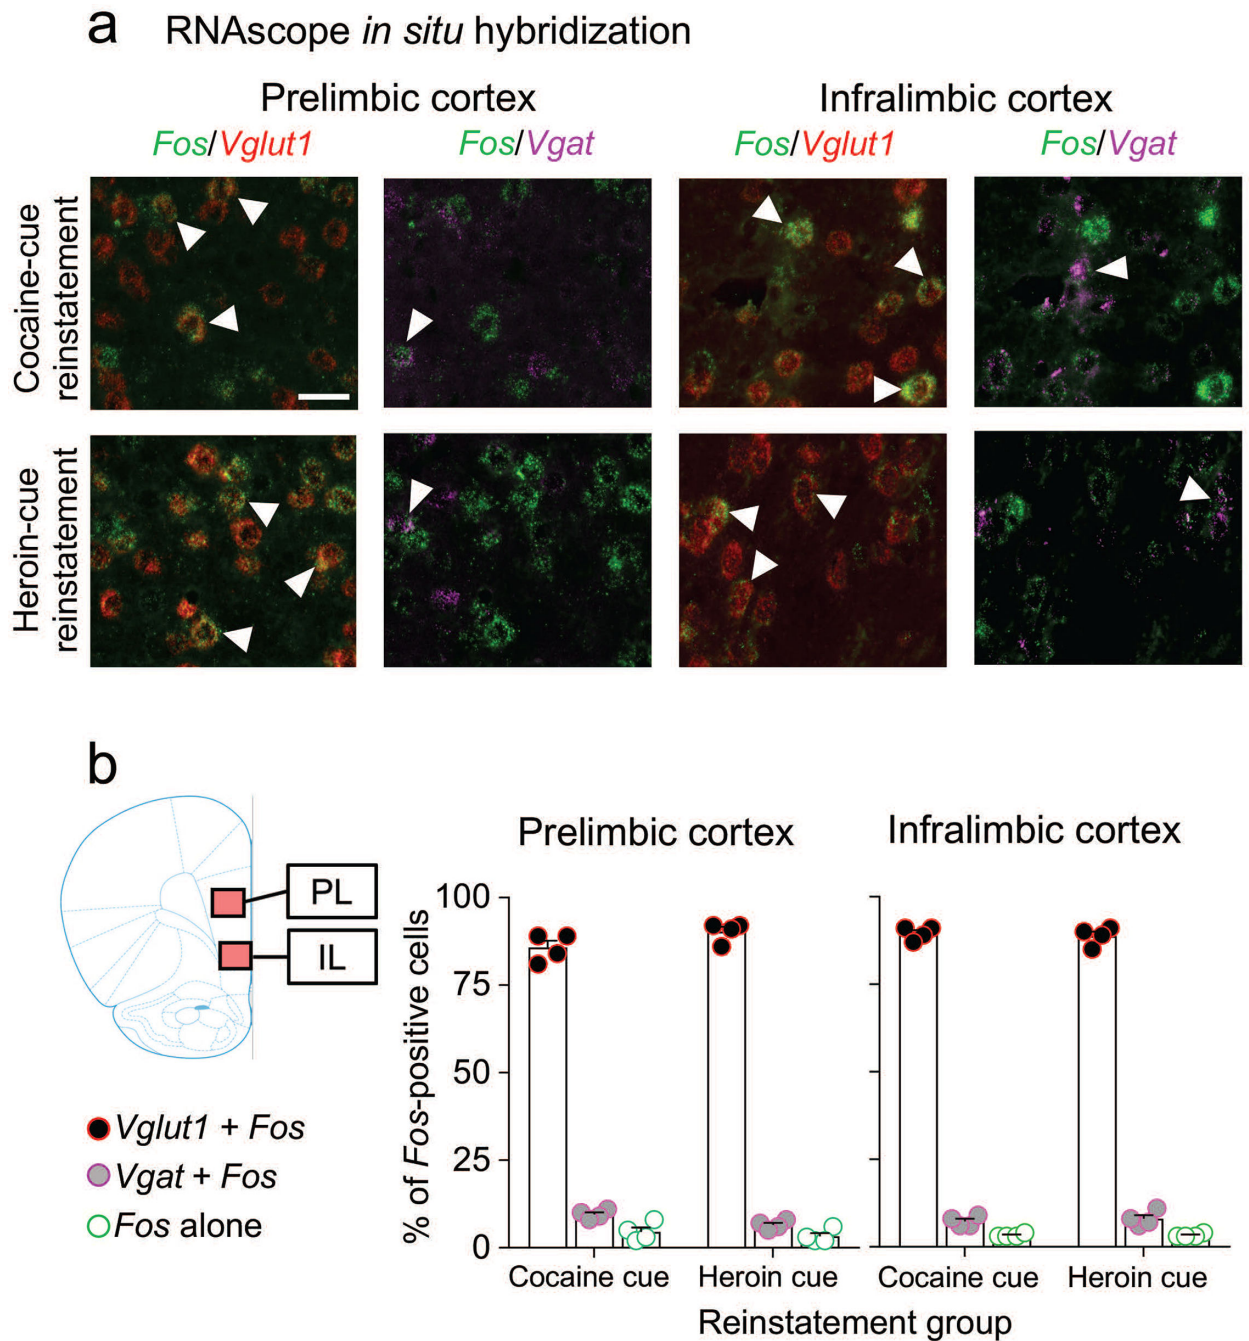 a RNAscope in situ hybridization
Prelimbic cortex Infralimbic cortex
Fos/Vglut1 Fos/Vgat Fos/Vglut1 Fos/Vgat
Cocaine-cue
reinstatement
Heroin-cue
reinstatement
b
PL
IL
Vglut1 + Fos
Vgat + Fos
Fos alone
Prelimbic cortex Infralimbic cortex
% of Fos-positive cells
100
75
50
25
0
Cocaine cue Heroin cue Cocaine cue Heroin cue
Reinstatement group